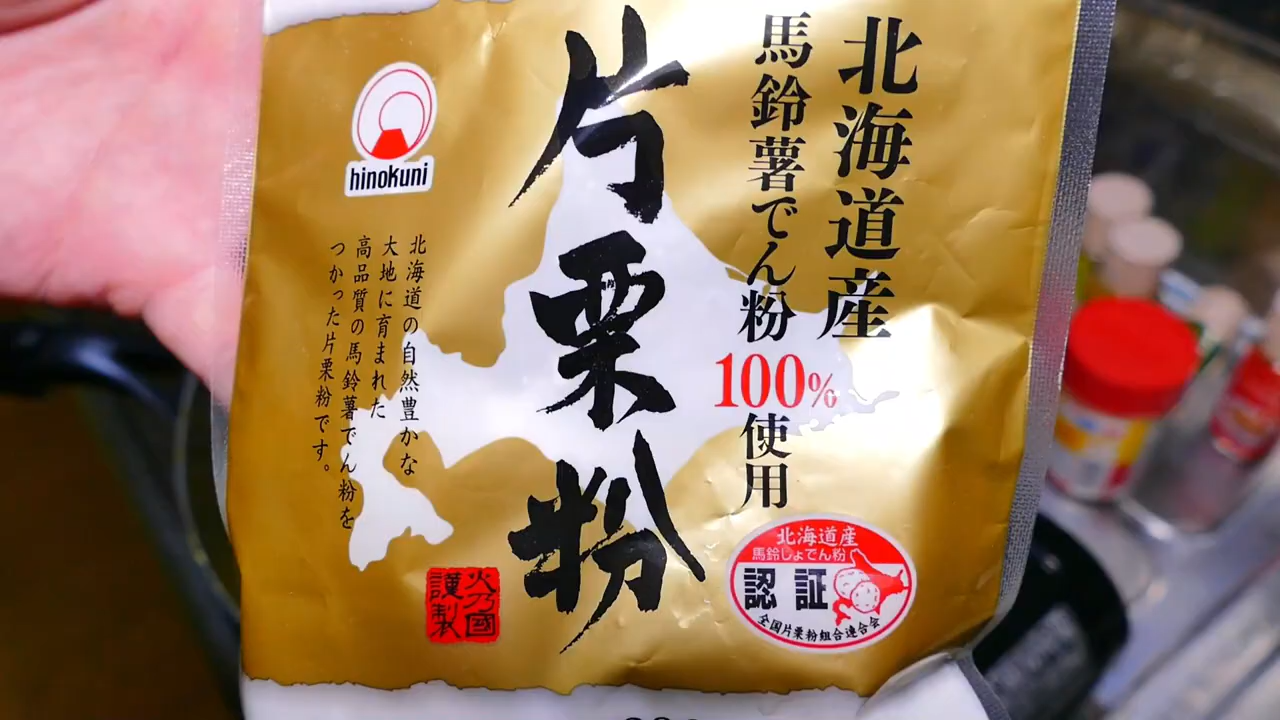 北海道産
馬鈴薯でん粉
100%使用
片栗粉
hinokuni
北海道の自然豊かな
大地に育まれた
高品質の馬鈴薯でん粉を
つかった片栗粉です。
火乃國
謹製
北海道産
馬鈴しょでん粉
認証
全国片栗粉組合連合会